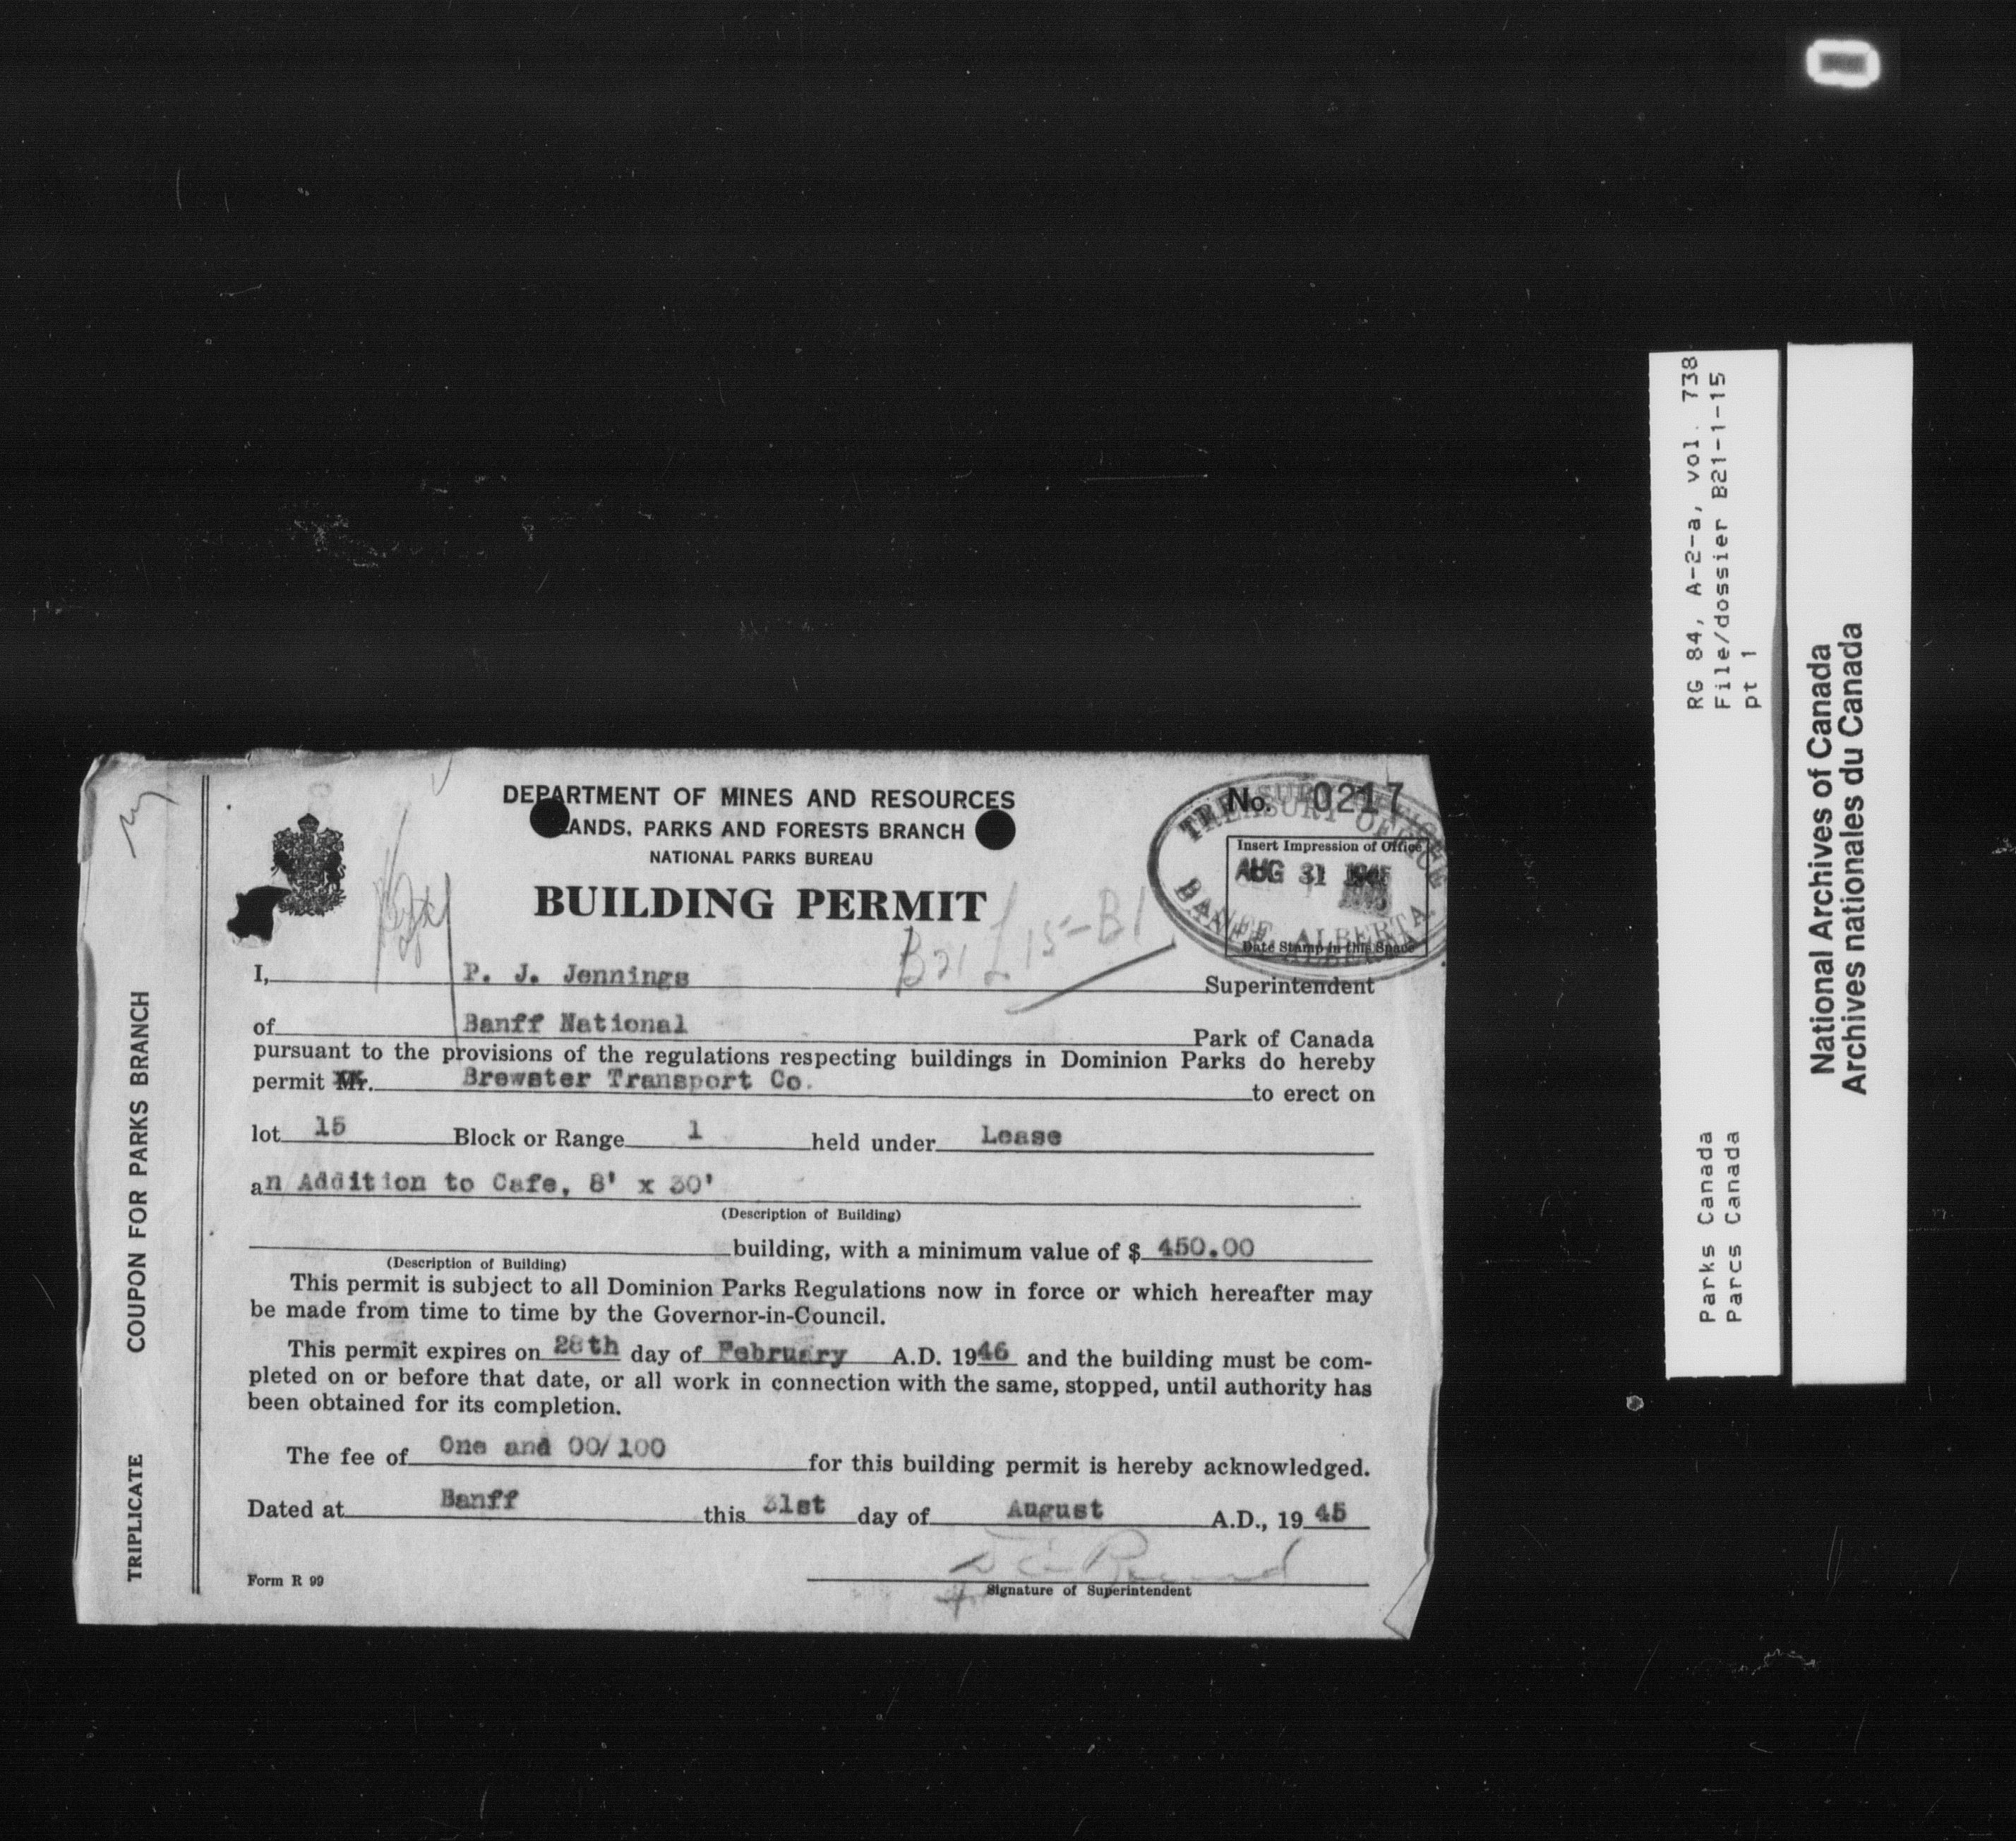 DEPARTMENT OF MINES AND RESOURCES
LANDS, PARKS AND FORESTS BRANCH
NATIONAL PARKS BUREAU
BUILDING PERMIT
No. 0217
TREASURY OFFICE
Insert Impression of Office
AUG 31 1945
Date Stamp in this Space
BANFF, ALBERTA
B21 L15-B1
I, P. J. Jennings Superintendent
of Banff National Park of Canada
pursuant to the provisions of the regulations respecting buildings in Dominion Parks do hereby
permit Mr. Brewster Transport Co. to erect on
lot 15 Block or Range 1 held under Lease
an Addition to Cafe, 8' x 30'
(Description of Building)
building, with a minimum value of $ 450.00
(Description of Building)
This permit is subject to all Dominion Parks Regulations now in force or which hereafter may
be made from time to time by the Governor-in-Council.
This permit expires on 28th day of February A.D. 1946 and the building must be com-
pleted on or before that date, or all work in connection with the same, stopped, until authority has
been obtained for its completion.
The fee of One and 00/100 for this building permit is hereby acknowledged.
Dated at Banff this 31st day of August A.D., 19 45
Form R 99
Signature of Superintendent
TRIPLICATE COUPON FOR PARKS BRANCH
RG 84, A-2-a, vol. 738
File/dossier B21-1-15
pt 1
Parks Canada
Parcs Canada
National Archives of Canada
Archives nationales du Canada